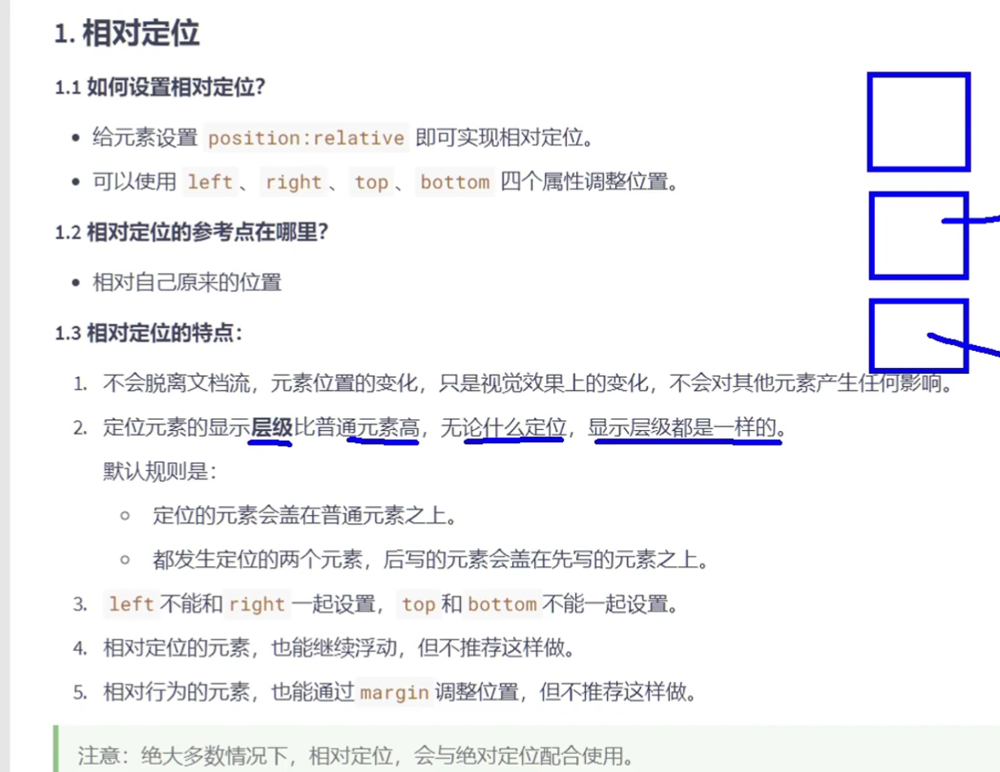 1. 相对定位
1.1 如何设置相对定位？
• 给元素设置 position:relative 即可实现相对定位。
• 可以使用 left 、 right 、 top 、 bottom 四个属性调整位置。
1.2 相对定位的参考点在哪里？
• 相对自己原来的位置
1.3 相对定位的特点：
1. 不会脱离文档流，元素位置的变化，只是视觉效果上的变化，不会对其他元素产生任何影响。
2. 定位元素的显示层级比普通元素高，无论什么定位，显示层级都是一样的。
默认规则是：
○ 定位的元素会盖在普通元素之上。
○ 都发生定位的两个元素，后写的元素会盖在先写的元素之上。
3. left 不能和 right 一起设置， top 和 bottom 不能一起设置。
4. 相对定位的元素，也能继续浮动，但不推荐这样做。
5. 相对行为的元素，也能通过 margin 调整位置，但不推荐这样做。
注意：绝大多数情况下，相对定位，会与绝对定位配合使用。